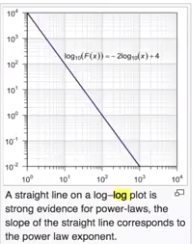 10⁴
log₁₀(F(x)) = − 2log₁₀(x) + 4
10³
10²
10¹
10⁰
10⁻¹
10⁻²
10⁰ 10¹ 10² 10³ 10⁴
A straight line on a log–log plot is
strong evidence for power-laws, the
slope of the straight line corresponds to
the power law exponent.